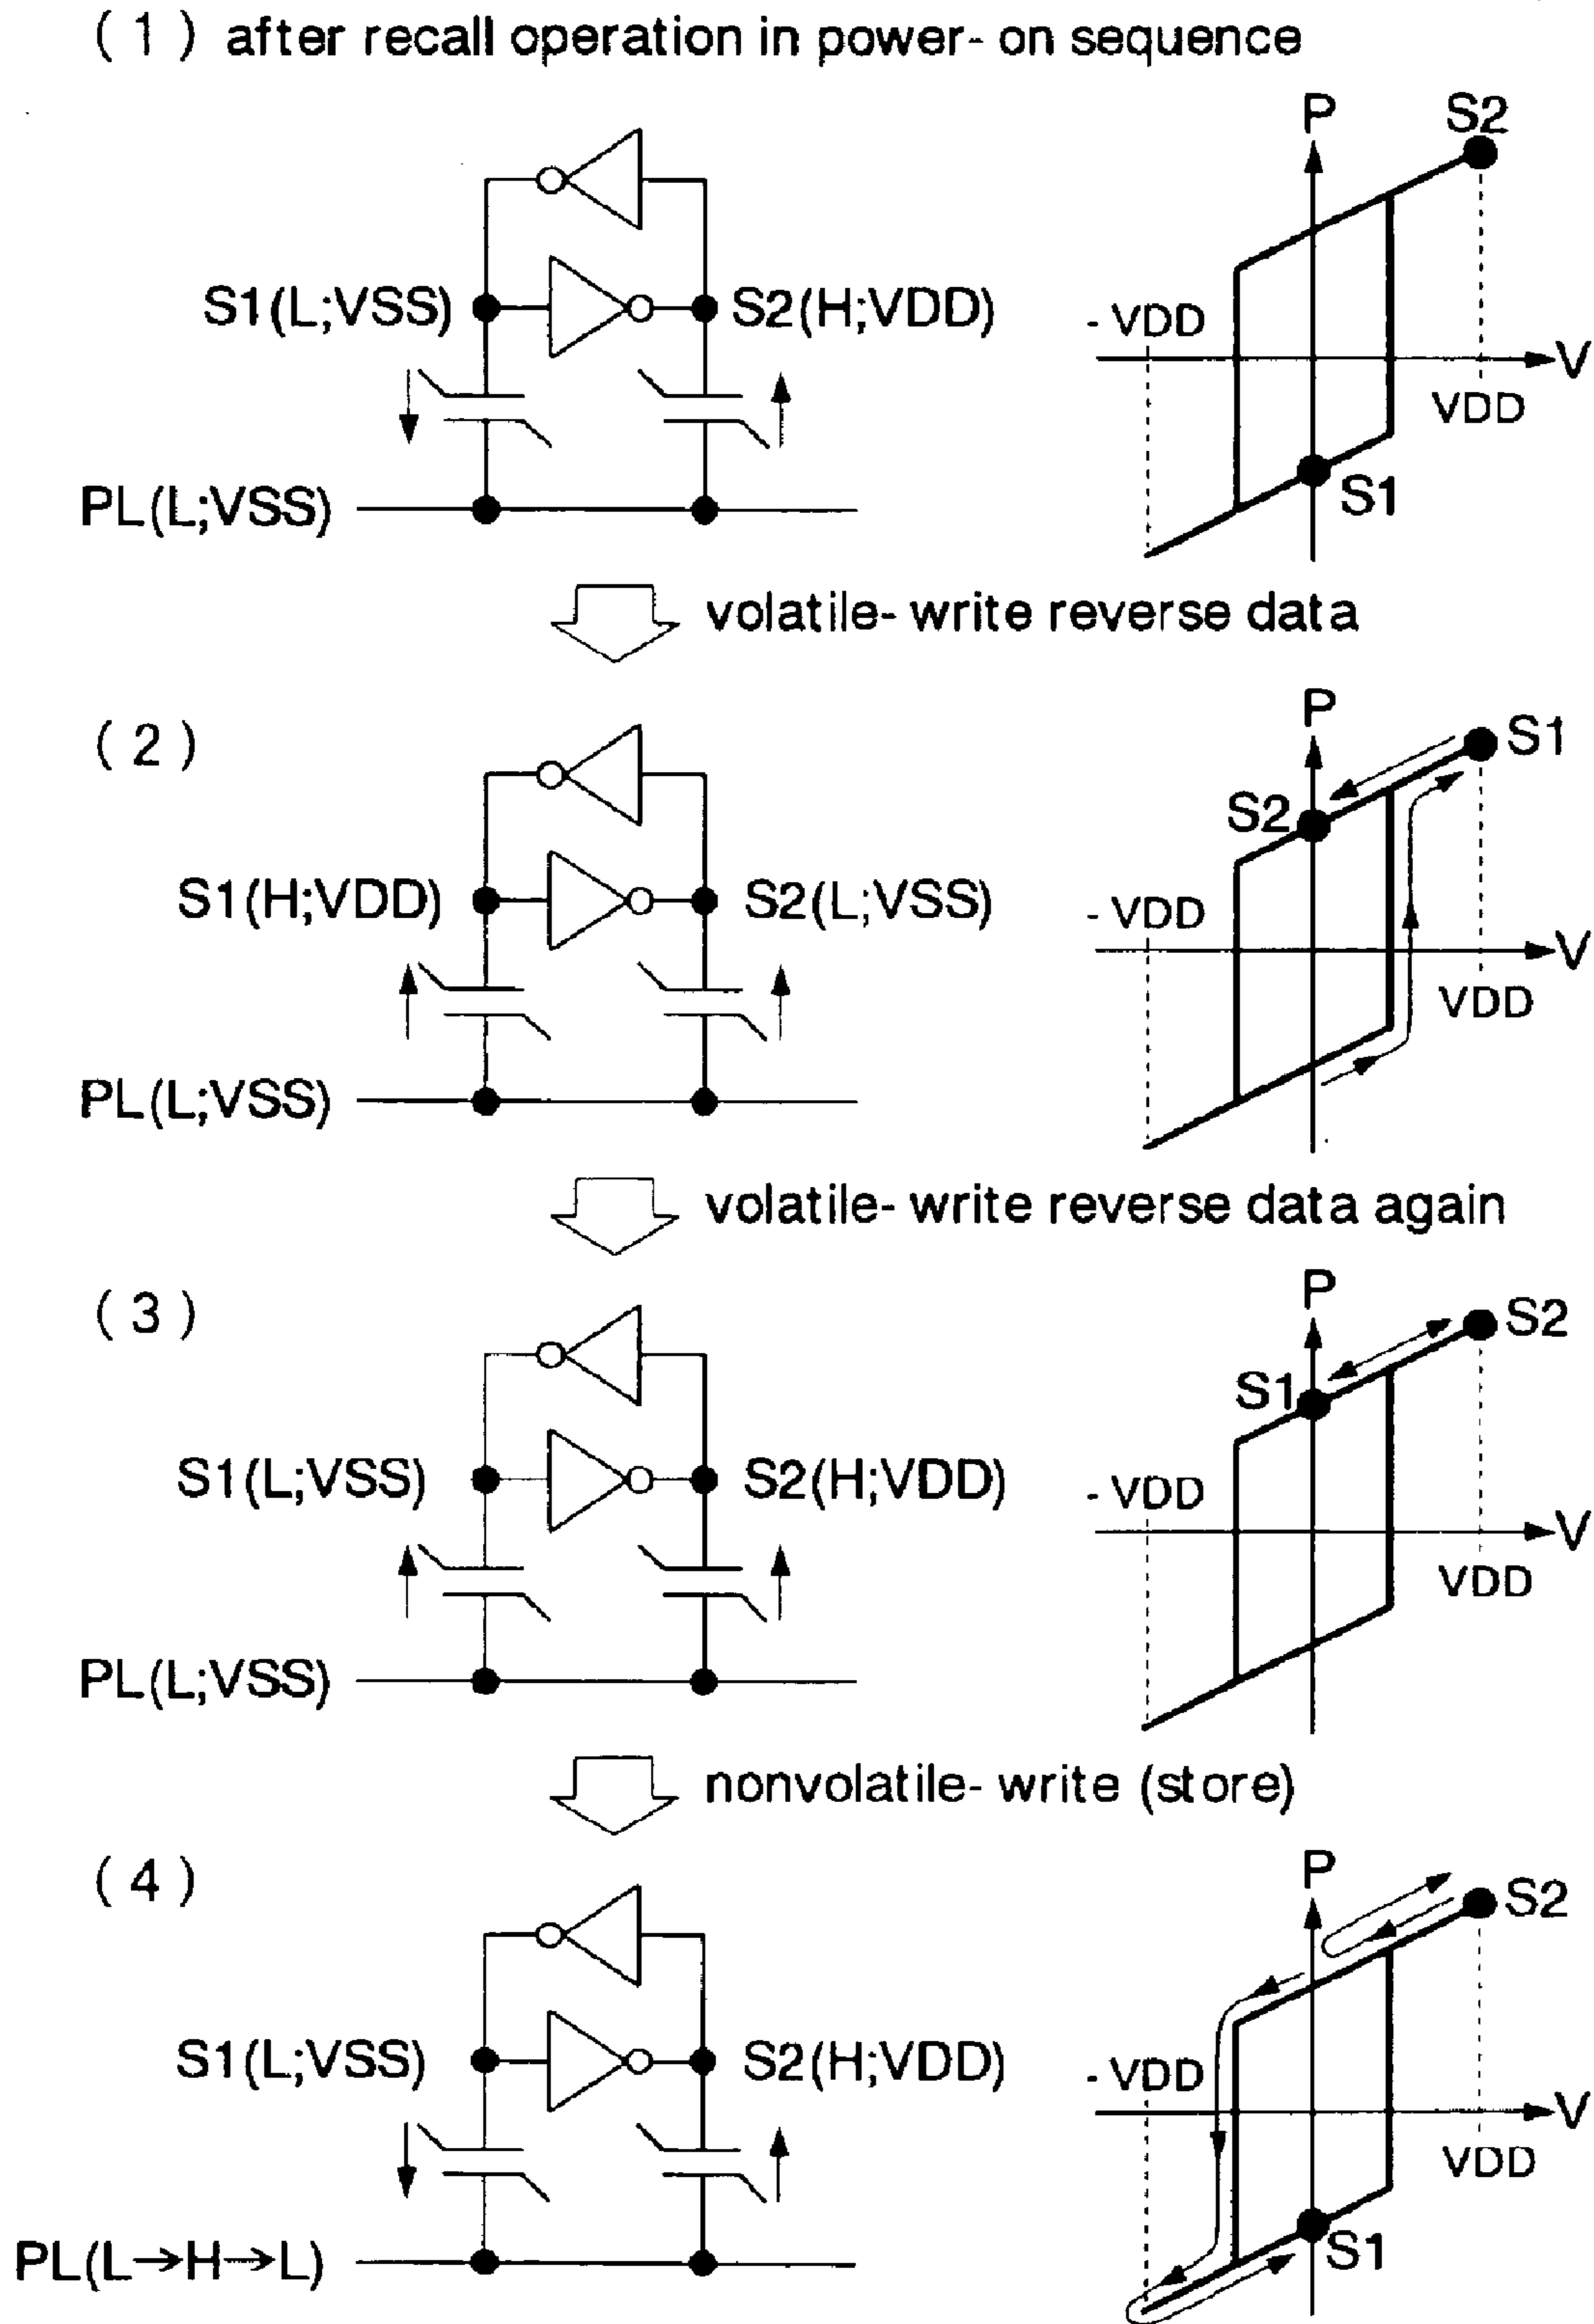 ( 1 ) after recall operation in power- on sequence
P
S2
S1(L;VSS)
S2(H;VDD)
- VDD
V
VDD
S1
PL(L;VSS)
volatile- write reverse data
( 2 )
P
S1
S2
S1(H;VDD)
S2(L;VSS)
- VDD
V
VDD
PL(L;VSS)
volatile- write reverse data again
( 3 )
P
S2
S1
S1(L;VSS)
S2(H;VDD)
- VDD
V
VDD
PL(L;VSS)
nonvolatile- write (store)
( 4 )
P
S2
S1(L;VSS)
S2(H;VDD)
- VDD
V
VDD
S1
PL(L→H→L)